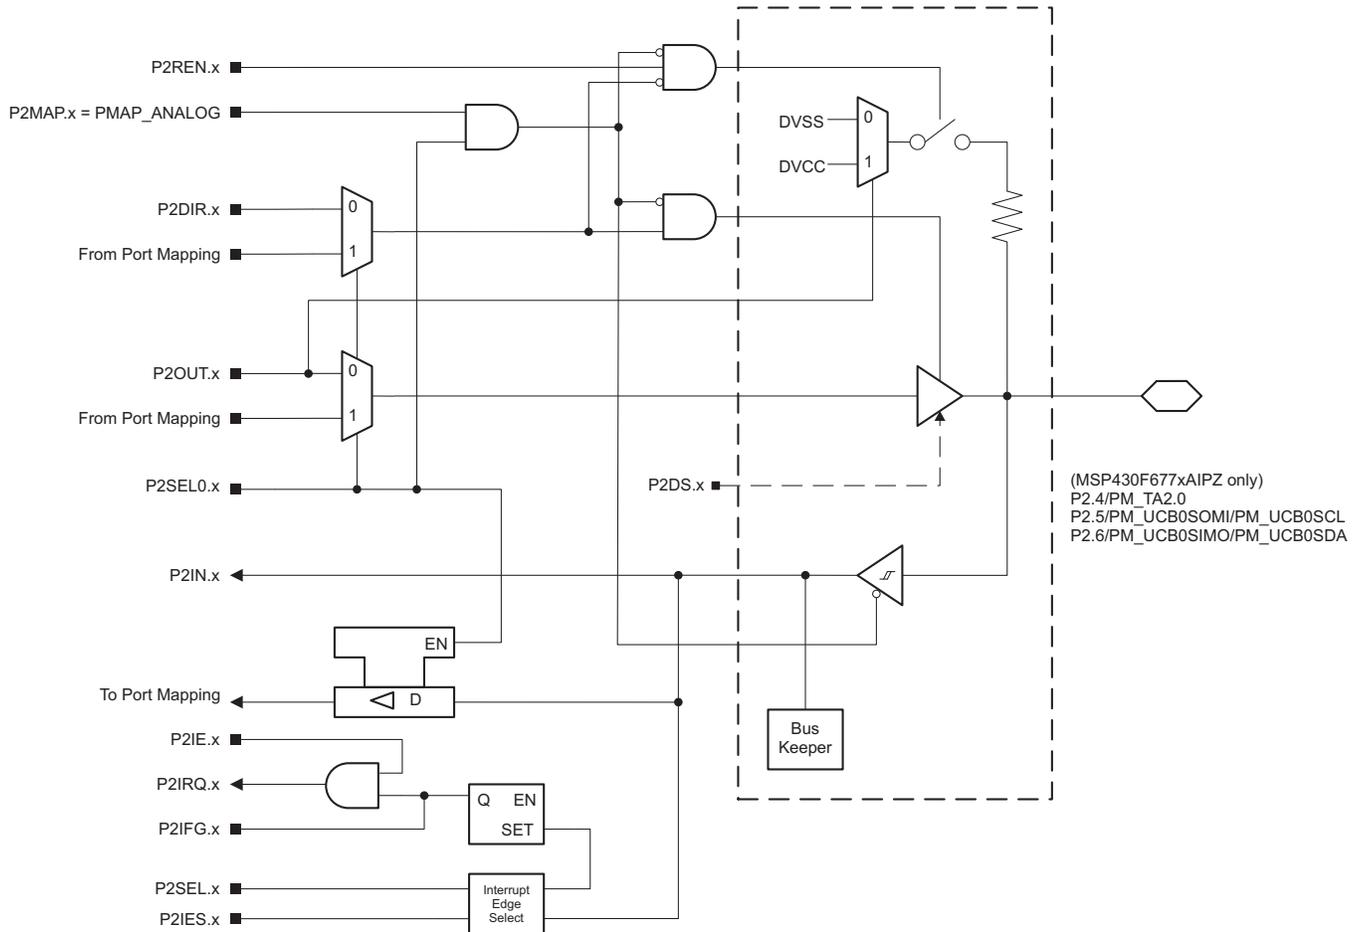 P2REN.x
P2MAP.x = PMAP_ANALOG
DVSS
0
DVCC
1
P2DIR.x
0
From Port Mapping
1
P2OUT.x
0
From Port Mapping
1
P2SEL0.x
P2DS.x
(MSP430F677xAIPZ only)
P2.4/PM_TA2.0
P2.5/PM_UCB0SOMI/PM_UCB0SCL
P2.6/PM_UCB0SIMO/PM_UCB0SDA
P2IN.x
EN
To Port Mapping
D
Bus
Keeper
P2IE.x
P2IRQ.x
Q EN
SET
P2IFG.x
P2SEL.x
P2IES.x
Interrupt
Edge
Select